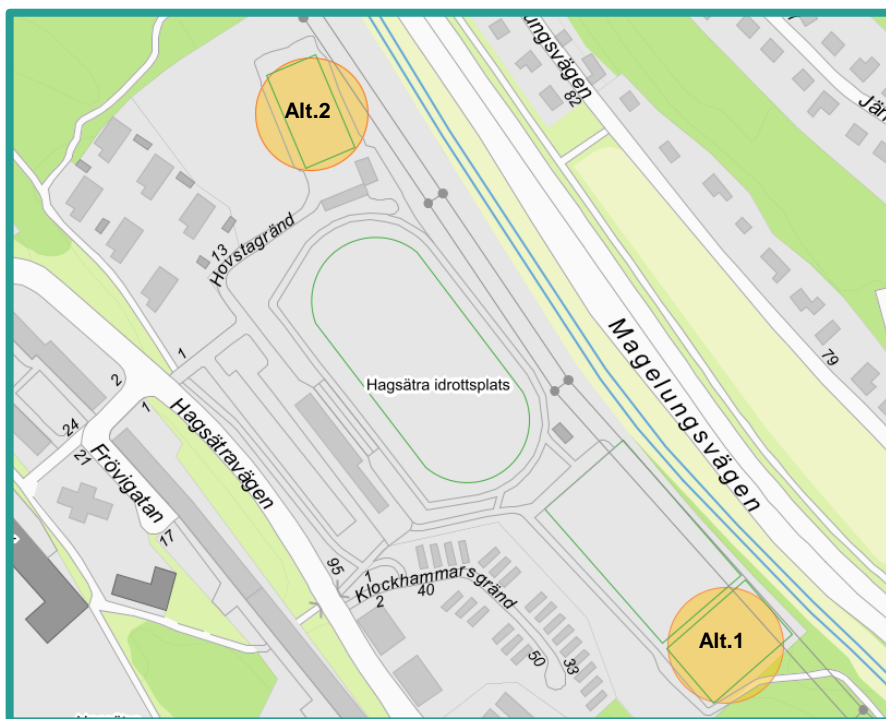 ungsvägen
82
Alt.2
13
Hovstagränd
Magelungsvägen
79
Hagsätra idrottsplats
1
2
1
Hagsätravägen
24
21
Frövigatan
17
95
1
Klockhammarsgränd
2
40
50
33
Alt.1